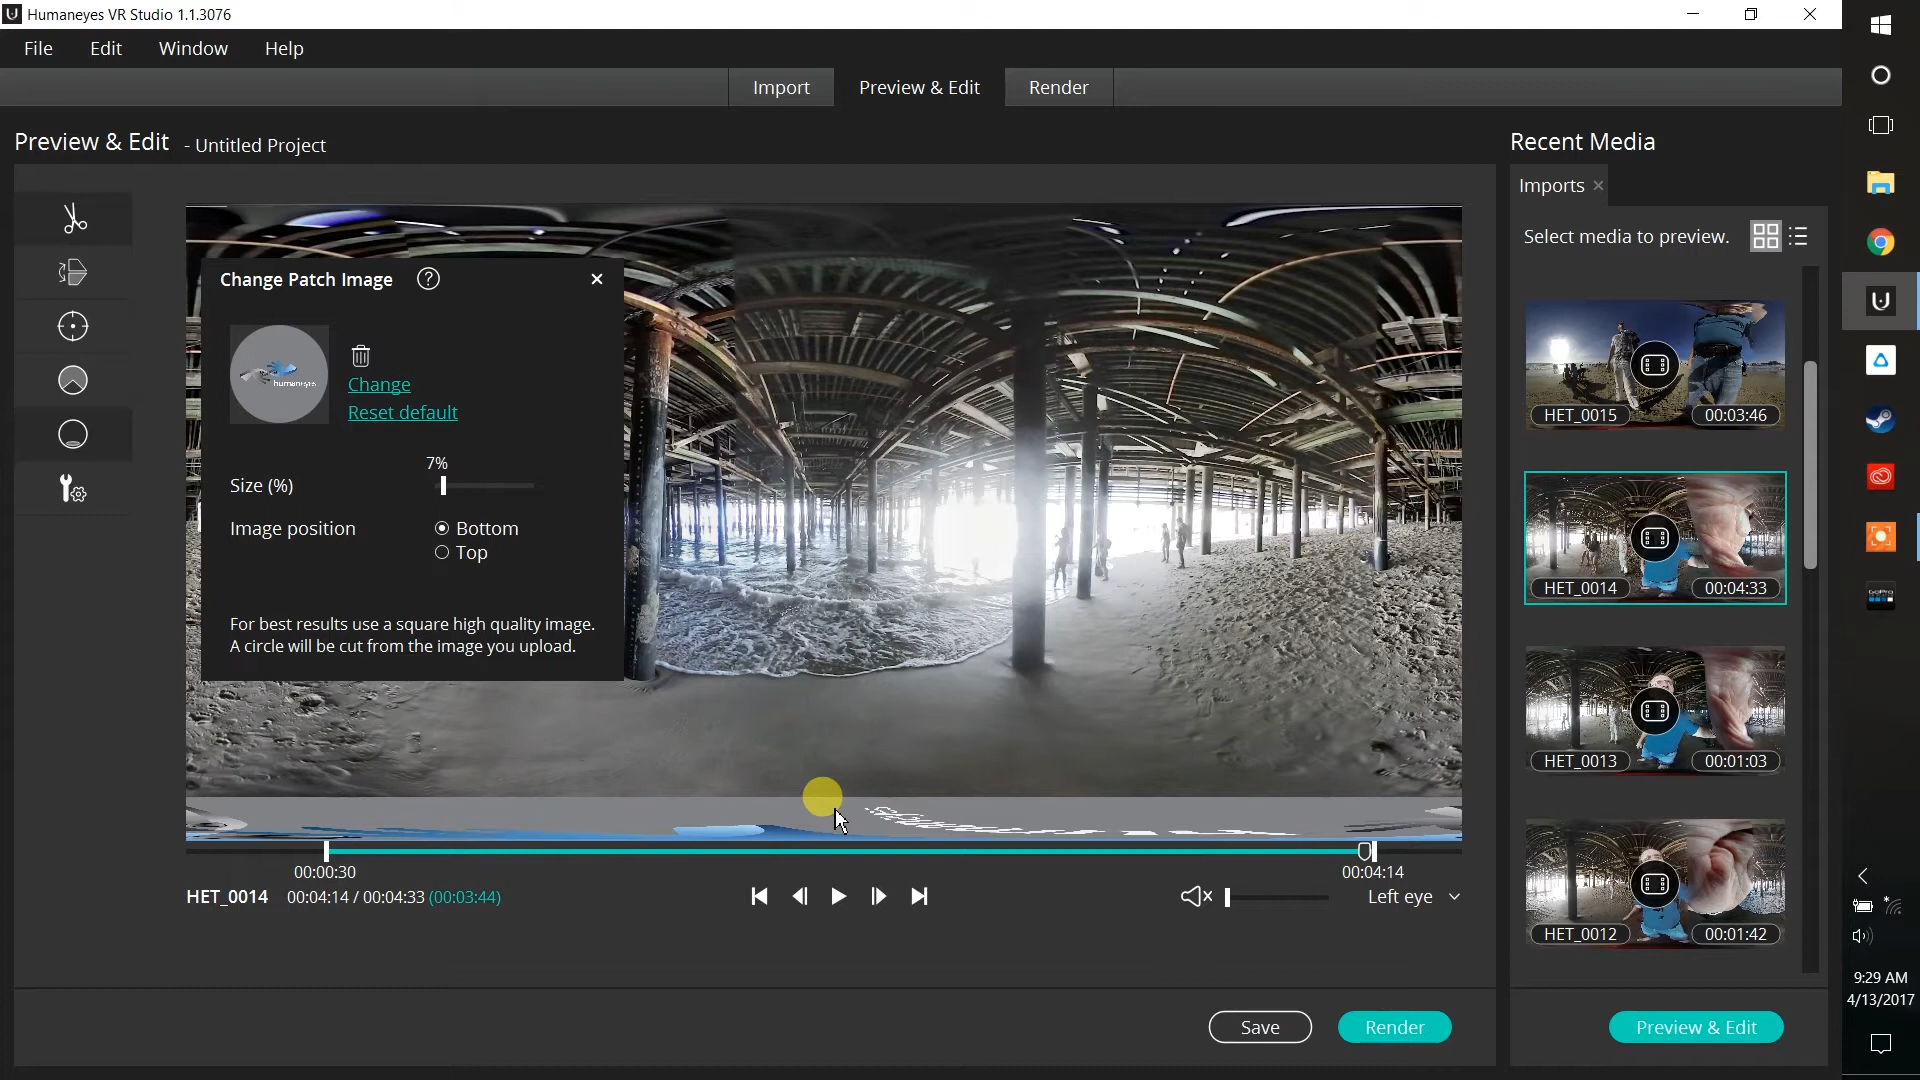 Humaneyes VR Studio 1.1.3076
File Edit Window Help
Import Preview & Edit Render
Preview & Edit - Untitled Project
Change Patch Image ?
humaneyes
Change
Reset default
7%
Size (%)
Image position Bottom
Top
For best results use a square high quality image.
A circle will be cut from the image you upload.
00:00:30 00:04:14
HET_0014 00:04:14 / 00:04:33 (00:03:44) Left eye
Save Render
Recent Media
Imports
Select media to preview.
HET_0015 00:03:46
HET_0014 00:04:33
HET_0013 00:01:03
HET_0012 00:01:42
Preview & Edit
GoPro
9:29 AM
4/13/2017